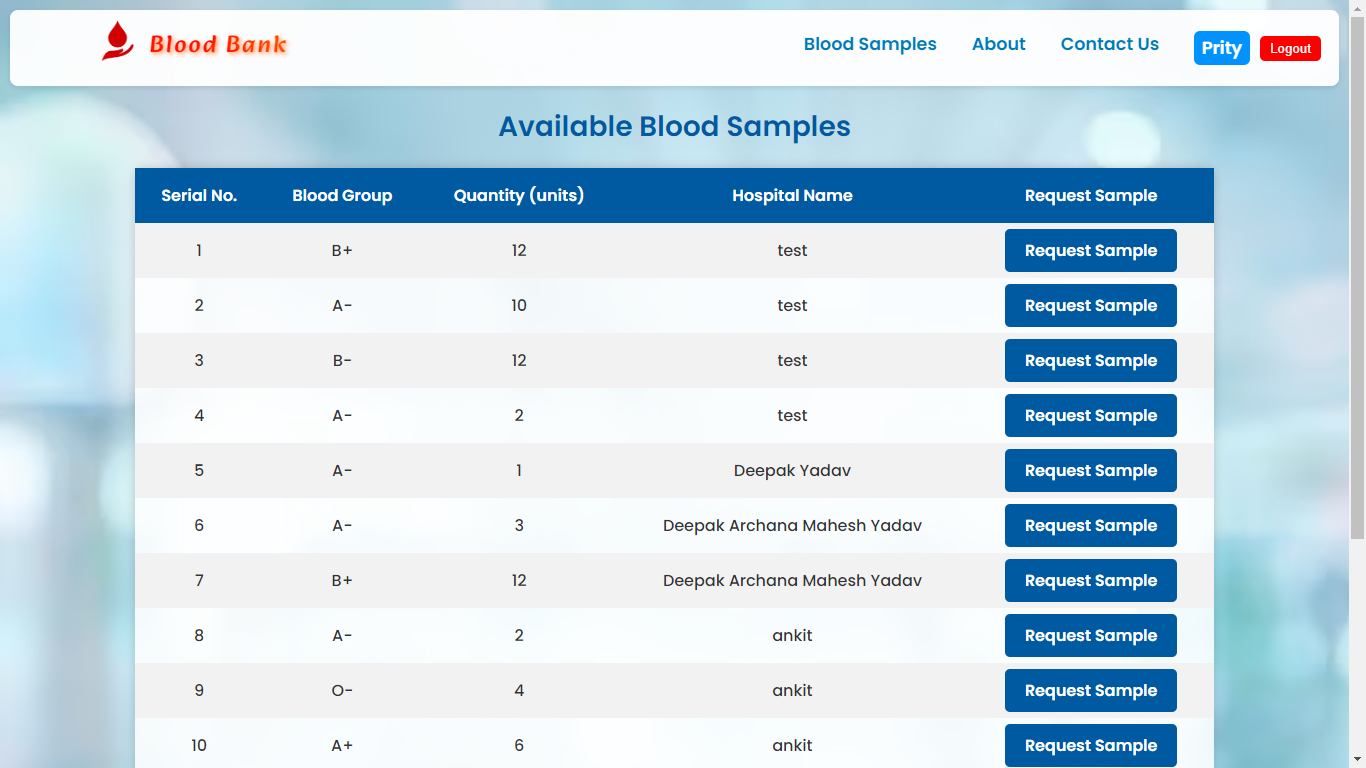 Blood Bank
Blood Samples About Contact Us Prity Logout
Available Blood Samples
Serial No. Blood Group Quantity (units) Hospital Name Request Sample
1 B+ 12 test Request Sample
2 A- 10 test Request Sample
3 B- 12 test Request Sample
4 A- 2 test Request Sample
5 A- 1 Deepak Yadav Request Sample
6 A- 3 Deepak Archana Mahesh Yadav Request Sample
7 B+ 12 Deepak Archana Mahesh Yadav Request Sample
8 A- 2 ankit Request Sample
9 O- 4 ankit Request Sample
10 A+ 6 ankit Request Sample